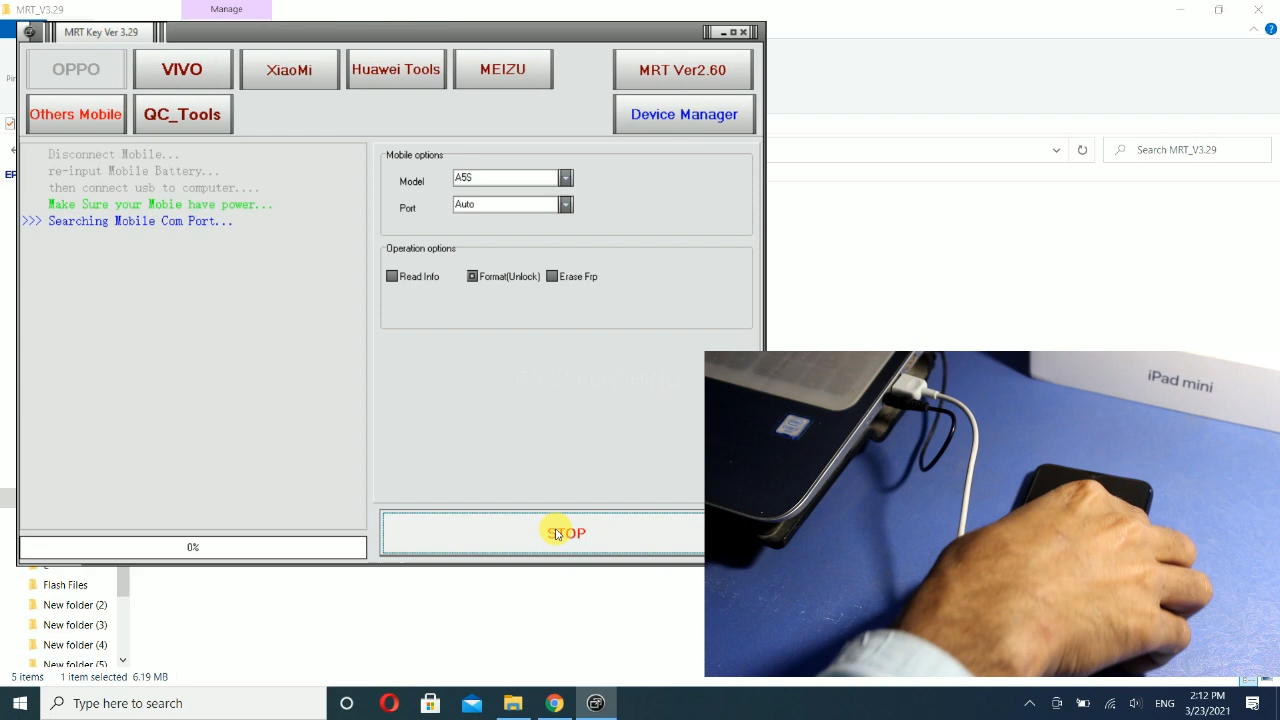 MRT_V3.29
Manage
MRT Key Ver 3.29
OPPO
VIVO
XiaoMi
Huawei Tools
MEIZU
MRT Ver2.60
Others Mobile
QC_Tools
Device Manager
Disconnect Mobile...
re-input Mobile Battery...
then connect usb to computer....
Make Sure your Mobie have power...
>>> Searching Mobile Com Port...
Mobile options
Model
A5S
Port
Auto
Operation options
Read Info
Format(Unlock)
Erase Frp
STOP
0%
Search MRT_V3.29
iPad mini
Flash Files
New folder (2)
New folder (3)
New folder (4)
New folder (5)
5 items
1 item selected 6.19 MB
Type here to search
ENG
2:12 PM
3/23/2021